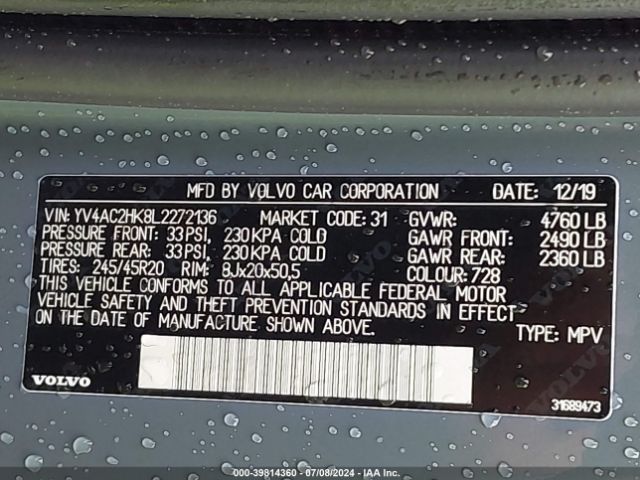 MFD BY VOLVO CAR CORPORATION DATE: 12/19
VIN: YV4AC2HK8L2272136 MARKET CODE: 31 GVWR: 4760 LB
PRESSURE FRONT: 33PSI, 230KPA COLD GAWR FRONT: 2490 LB
PRESSURE REAR: 33PSI, 230KPA COLD GAWR REAR: 2360 LB
TIRES: 245/45R20 RIM: 8Jx20x50,5 COLOUR: 728
THIS VEHICLE CONFORMS TO ALL APPLICABLE FEDERAL MOTOR
VEHICLE SAFETY AND THEFT PREVENTION STANDARDS IN EFFECT
ON THE DATE OF MANUFACTURE SHOWN ABOVE. TYPE: MPV
VOLVO 31689473
000-39814360 - 07/08/2024 - IAA Inc.